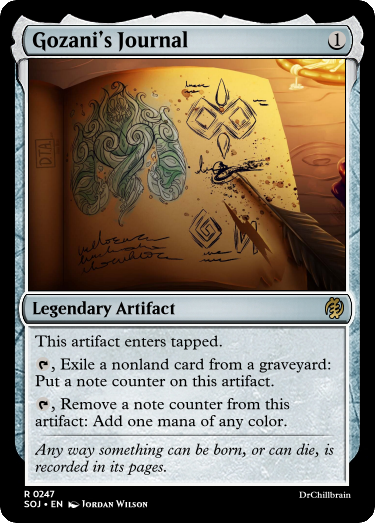 Gozani's Journal 1
DTA
Legendary Artifact
This artifact enters tapped.
, Exile a nonland card from a graveyard:
Put a note counter on this artifact.
, Remove a note counter from this
artifact: Add one mana of any color.
Any way something can be born, or can die, is
recorded in its pages.
R 0247
SOJ • EN Jordan Wilson
DrChillbrain